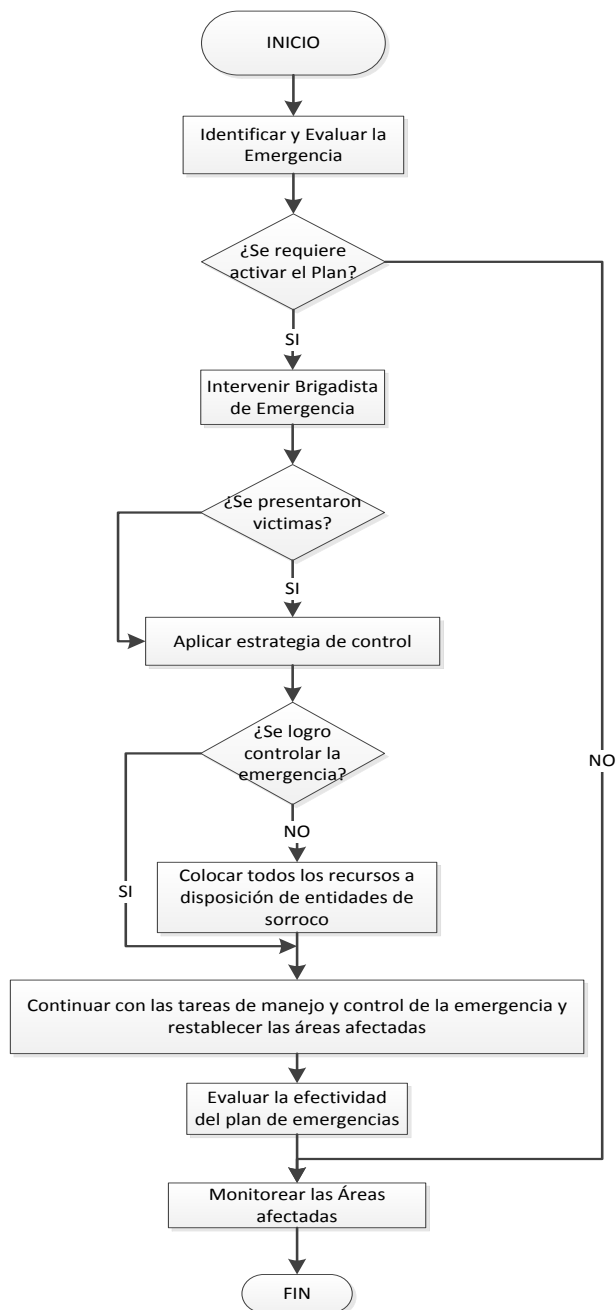 INICIO
Identificar y Evaluar la
Emergencia
¿Se requiere
activar el Plan?
SI
Intervenir Brigadista
de Emergencia
¿Se presentaron
victimas?
SI
Aplicar estrategia de control
¿Se logro
controlar la
emergencia?
NO
NO
SI
Colocar todos los recursos a
disposición de entidades de
sorroco
Continuar con las tareas de manejo y control de la emergencia y
restablecer las áreas afectadas
Evaluar la efectividad
del plan de emergencias
Monitorear las Áreas
afectadas
FIN